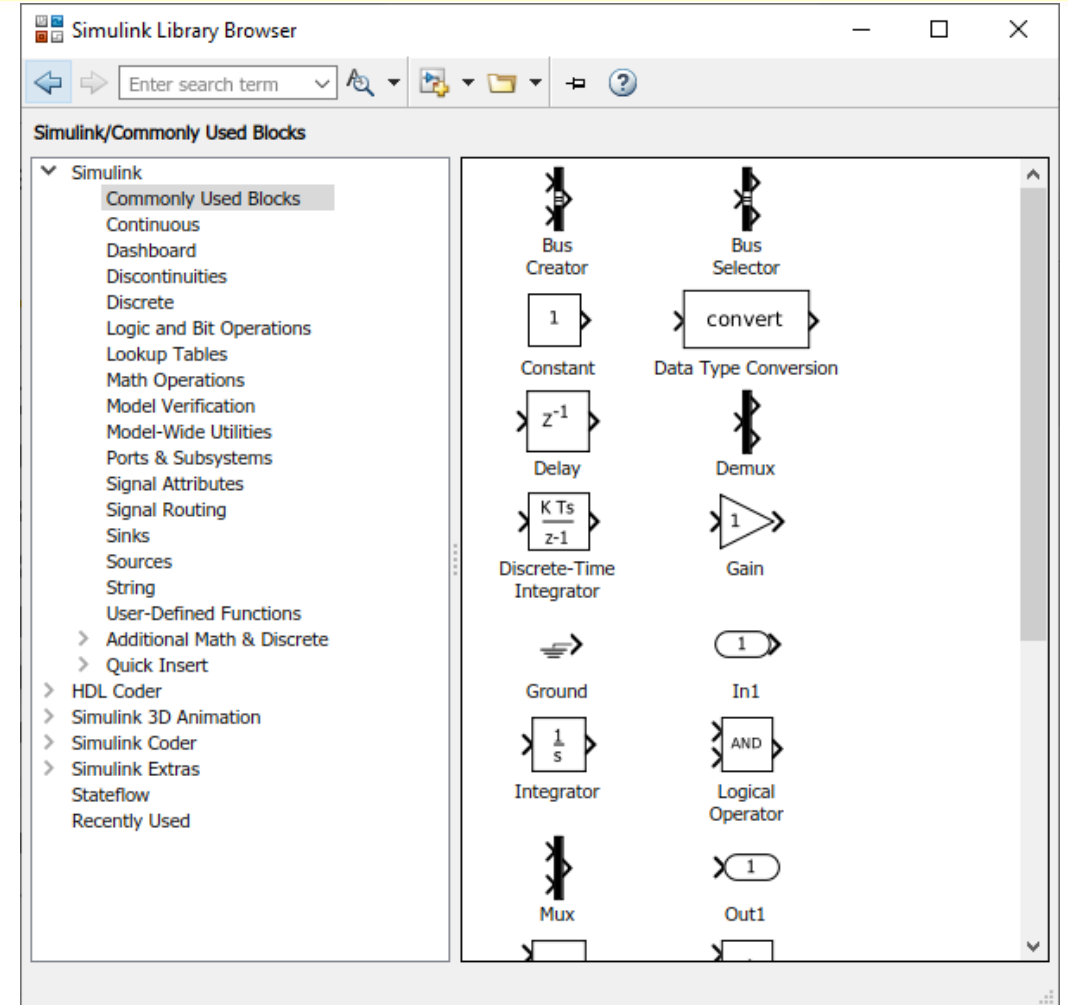 Simulink Library Browser
Enter search term
Simulink/Commonly Used Blocks
Simulink
Commonly Used Blocks
Continuous
Dashboard
Discontinuities
Discrete
Logic and Bit Operations
Lookup Tables
Math Operations
Model Verification
Model-Wide Utilities
Ports & Subsystems
Signal Attributes
Signal Routing
Sinks
Sources
String
User-Defined Functions
Additional Math & Discrete
Quick Insert
HDL Coder
Simulink 3D Animation
Simulink Coder
Simulink Extras
Stateflow
Recently Used
Bus
Creator
Bus
Selector
1
Constant
convert
Data Type Conversion
z⁻¹
Delay
Demux
K Ts
z-1
Discrete-Time
Integrator
1
Gain
Ground
1
In1
1
s
Integrator
AND
Logical
Operator
Mux
1
Out1